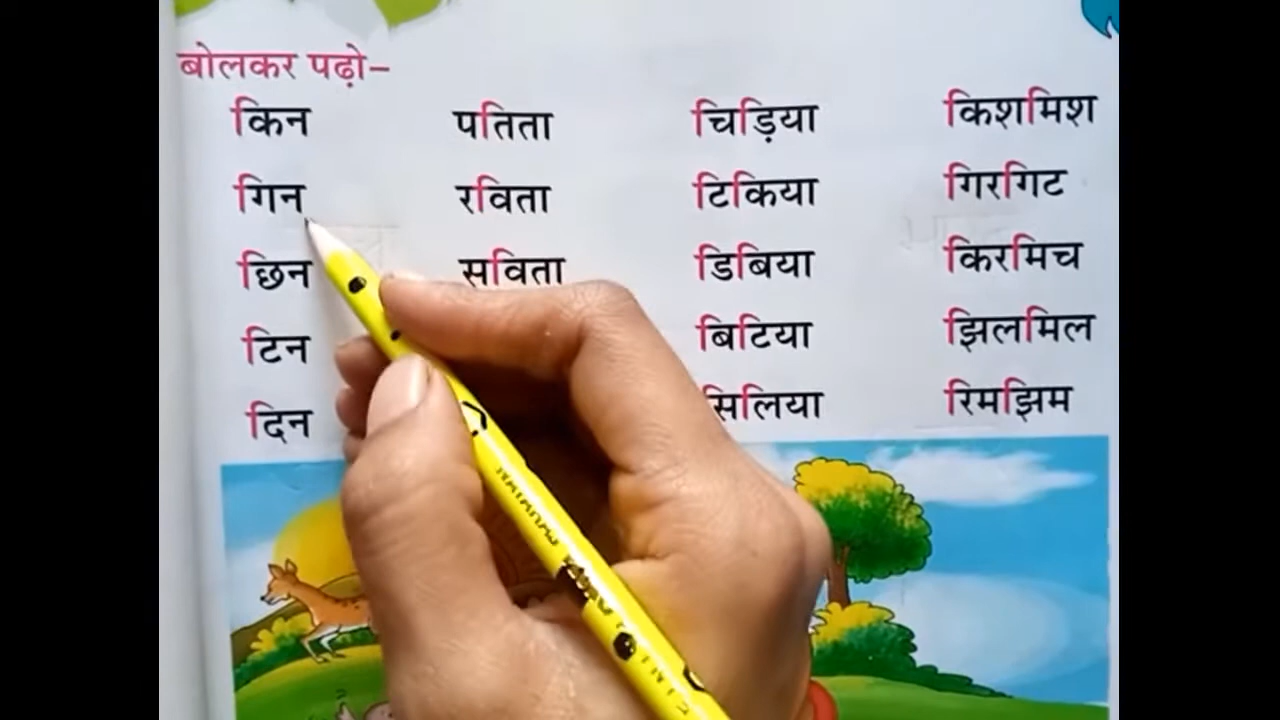 बोलकर पढ़ो–
किन पतिता चिड़िया किशमिश
गिन रविता टिकिया गिरगिट
छिन सविता डिबिया किरमिच
टिन बिटिया झिलमिल
दिन सिलिया रिमझिम